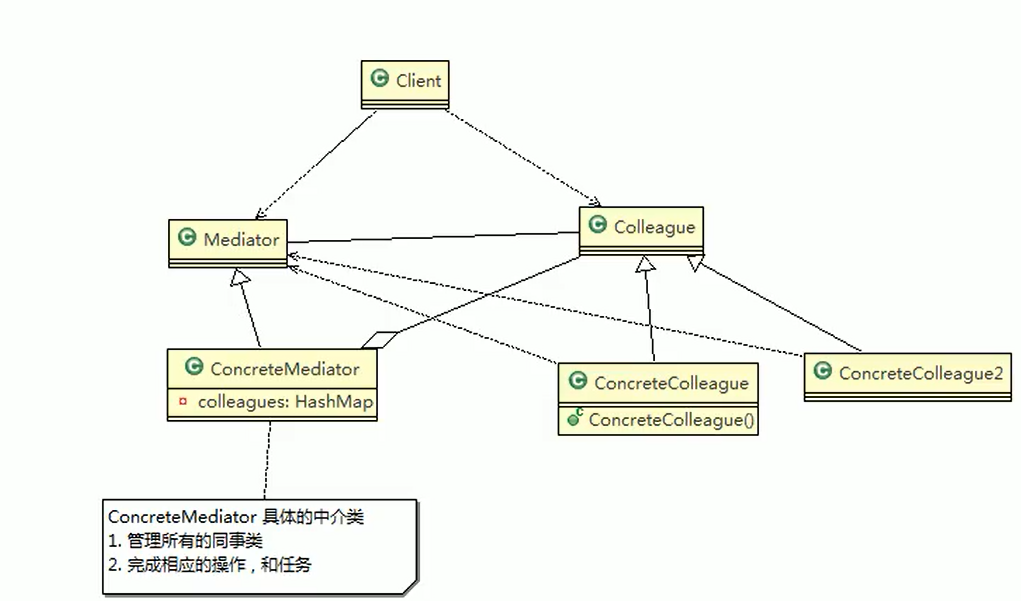 Client
Mediator
Colleague
ConcreteMediator
colleagues: HashMap
ConcreteColleague
ConcreteColleague()
ConcreteColleague2
ConcreteMediator 具体的中介类
1. 管理所有的同事类
2. 完成相应的操作，和任务